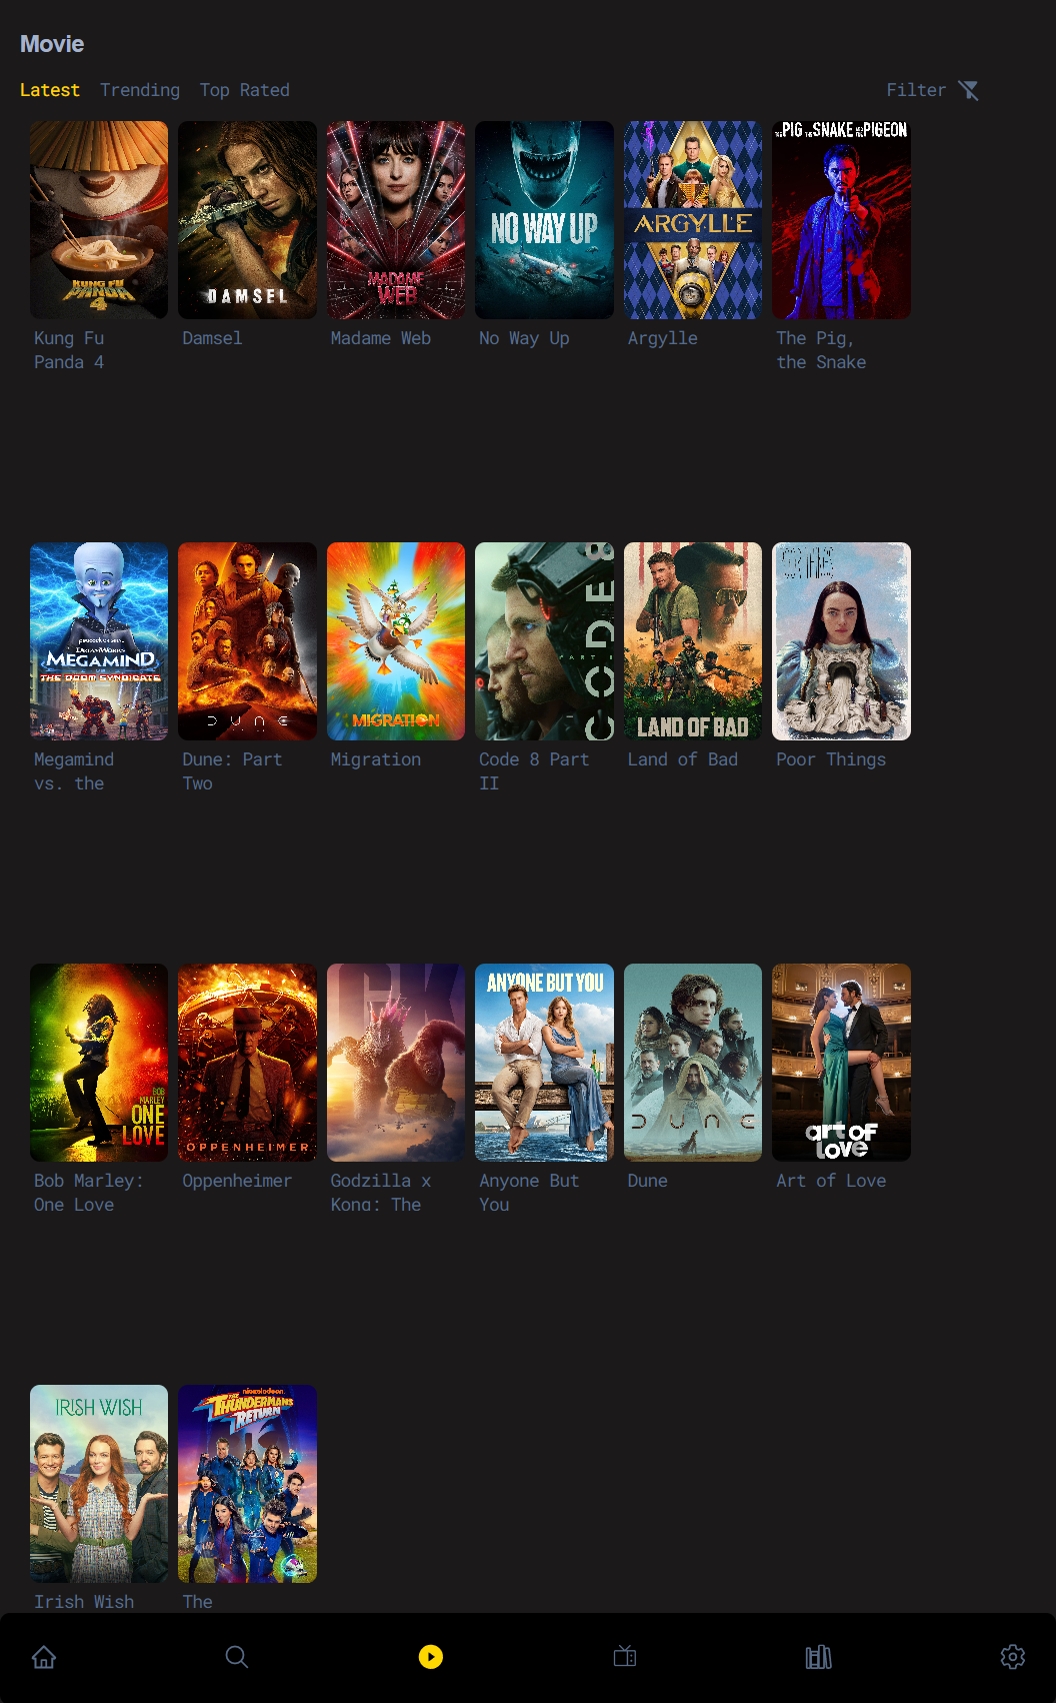 Movie
Latest Trending Top Rated Filter
KUNG FU
PANDA
4
DAMSEL
MADAME
WEB
NO WAY UP
ARGYLLE
THE PIG THE SNAKE AND THE PIGEON
Kung Fu
Panda 4
Damsel
Madame Web
No Way Up
Argylle
The Pig,
the Snake
DREAMWORKS
MEGAMIND
VS
THE DOOM SYNDICATE
DUNE
MIGRATION
CODE 8
PART
LAND OF BAD
Megamind
vs. the
Dune: Part
Two
Migration
Code 8 Part
II
Land of Bad
Poor Things
BOB
MARLEY
ONE
LOVE
OPPENHEIMER
ANYONE BUT YOU
DUNE
art of
love
Bob Marley:
One Love
Oppenheimer
Godzilla x
Kong: The
Anyone But
You
Dune
Art of Love
IRISH WISH
nickelodeon
THE
THUNDERMANS
RETURN
Irish Wish
The